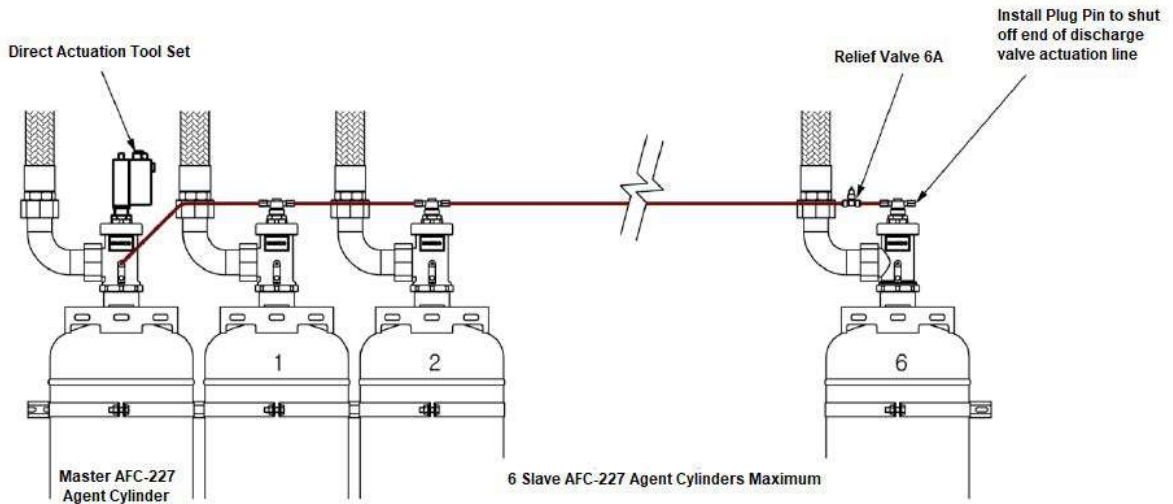 Install Plug Pin to shut
off end of discharge
valve actuation line
Direct Actuation Tool Set
Relief Valve 6A
1
2
6
Master AFC-227
Agent Cylinder
6 Slave AFC-227 Agent Cylinders Maximum